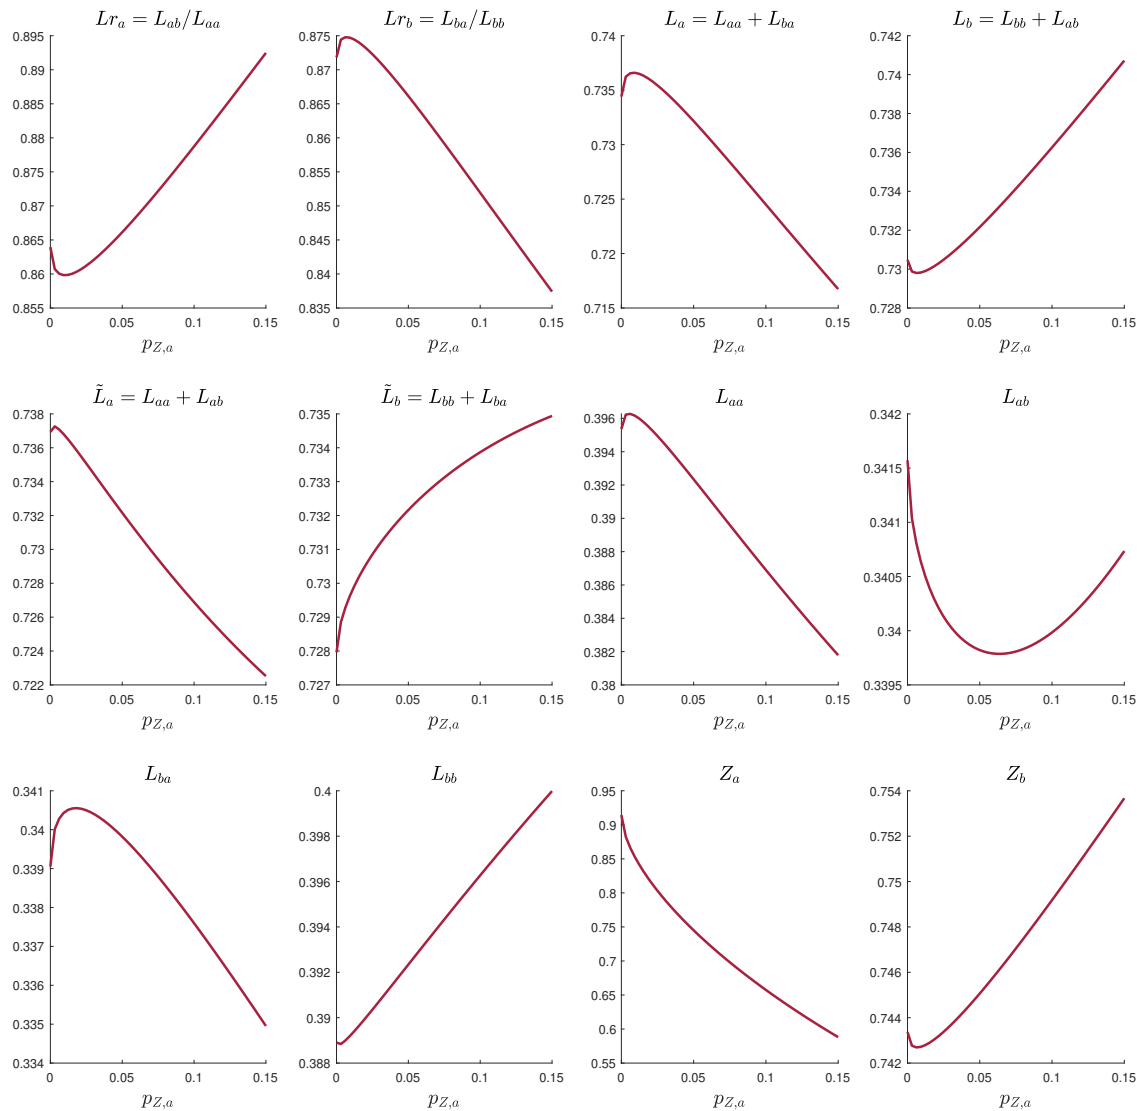 Lr_a = L_ab/L_aa
0.895
0.89
0.885
0.88
0.875
0.87
0.865
0.86
0.855
0 0.05 0.1 0.15
p_Z,a
Lr_b = L_ba/L_bb
0.875
0.87
0.865
0.86
0.855
0.85
0.845
0.84
0.835
0 0.05 0.1 0.15
p_Z,a
L_a = L_aa + L_ba
0.74
0.735
0.73
0.725
0.72
0.715
0 0.05 0.1 0.15
p_Z,a
L_b = L_bb + L_ab
0.742
0.74
0.738
0.736
0.734
0.732
0.73
0.728
0 0.05 0.1 0.15
p_Z,a
L̃_a = L_aa + L_ab
0.738
0.736
0.734
0.732
0.73
0.728
0.726
0.724
0.722
0 0.05 0.1 0.15
p_Z,a
L̃_b = L_bb + L_ba
0.735
0.734
0.733
0.732
0.731
0.73
0.729
0.728
0.727
0 0.05 0.1 0.15
p_Z,a
L_aa
0.396
0.394
0.392
0.39
0.388
0.386
0.384
0.382
0.38
0 0.05 0.1 0.15
p_Z,a
L_ab
0.342
0.3415
0.341
0.3405
0.34
0.3395
0 0.05 0.1 0.15
p_Z,a
L_ba
0.341
0.34
0.339
0.338
0.337
0.336
0.335
0.334
0 0.05 0.1 0.15
p_Z,a
L_bb
0.4
0.398
0.396
0.394
0.392
0.39
0.388
0 0.05 0.1 0.15
p_Z,a
Z_a
0.95
0.9
0.85
0.8
0.75
0.7
0.65
0.6
0.55
0 0.05 0.1 0.15
p_Z,a
Z_b
0.754
0.752
0.75
0.748
0.746
0.744
0.742
0 0.05 0.1 0.15
p_Z,a